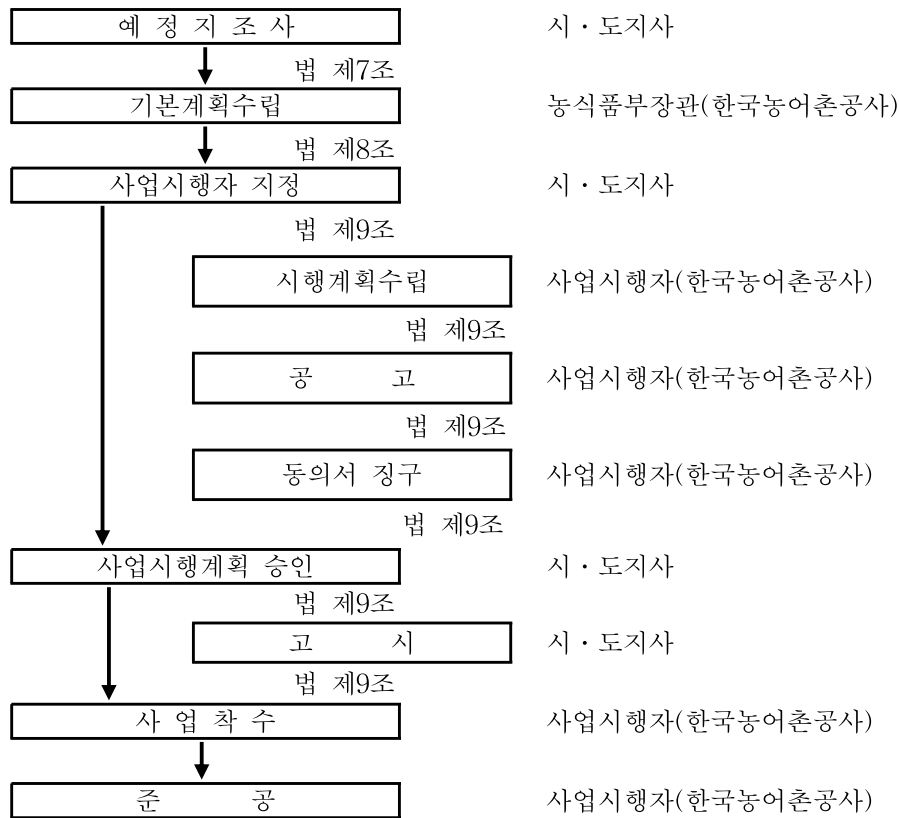 예 정 지 조 사 시ㆍ도지사
법 제7조
기본계획수립 농식품부장관(한국농어촌공사)
법 제8조
사업시행자 지정 시ㆍ도지사
법 제9조
시행계획수립 사업시행자(한국농어촌공사)
법 제9조
공 고 사업시행자(한국농어촌공사)
법 제9조
동의서 징구 사업시행자(한국농어촌공사)
법 제9조
사업시행계획 승인 시ㆍ도지사
법 제9조
고 시 시ㆍ도지사
법 제9조
사 업 착 수 사업시행자(한국농어촌공사)
준 공 사업시행자(한국농어촌공사)